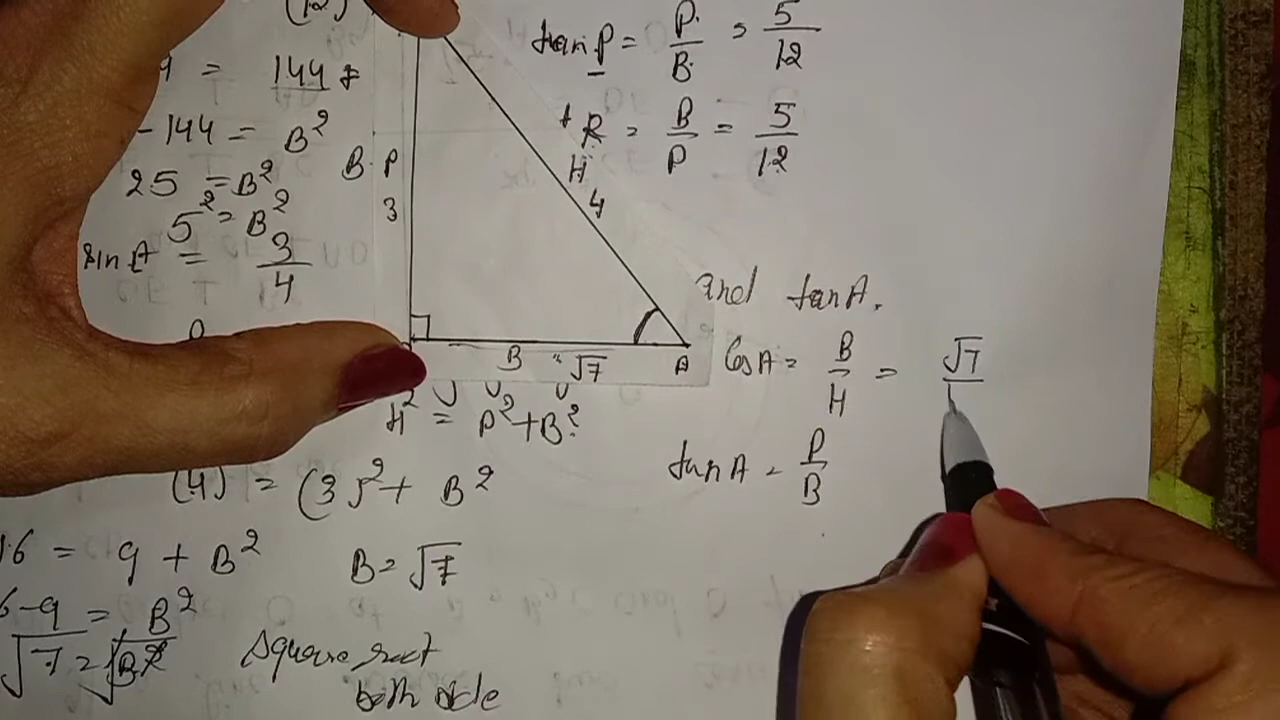 (12)
= 144
tan P = P/B = 5/12
- 144 = B²
R = B/P = 5/12
25 = B²
5² = B²
sin A = 3/4
B P
3
H
4
B √7 A
and tan A.
Cos A = B/H = √7
H² = P² + B²
tan A = P/B
(4) = (3)² + B²
16 = 9 + B²
B = √7
6-9 = B²
√7 = √B²
Square root
both side